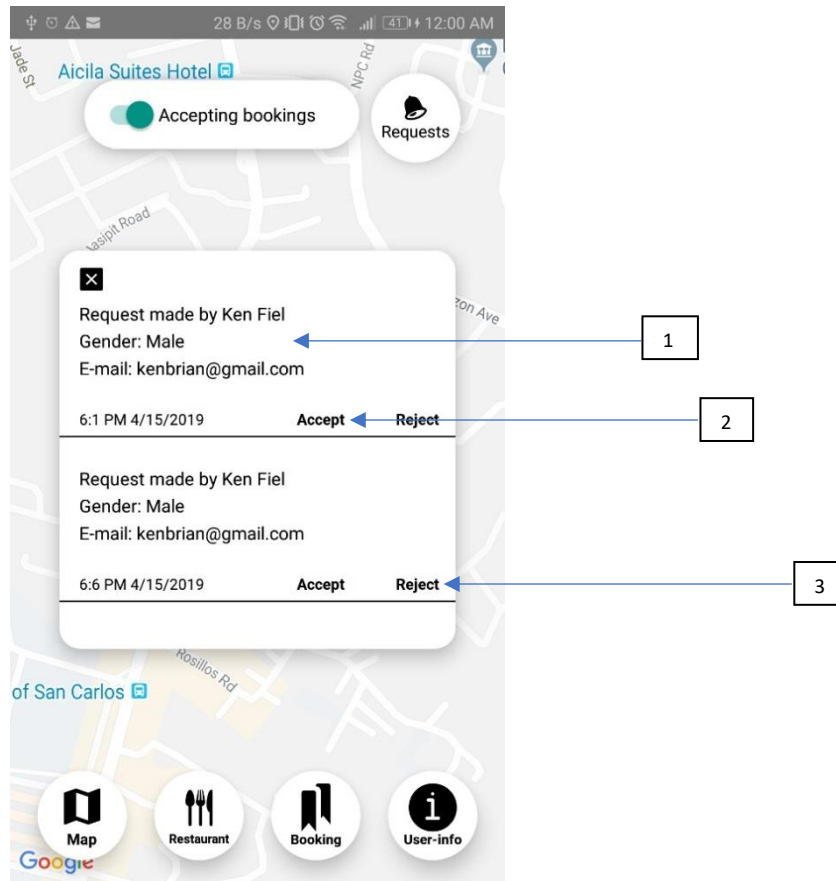 28 B/s 41 12:00 AM
Jade St
Aicila Suites Hotel
NPC Rd
Accepting bookings
Requests
Jasipit Road
zon Ave
Request made by Ken Fiel
Gender: Male
E-mail: kenbrian@gmail.com
1
6:1 PM 4/15/2019 Accept Reject
2
Request made by Ken Fiel
Gender: Male
E-mail: kenbrian@gmail.com
6:6 PM 4/15/2019 Accept Reject
3
Rosillos Rd
of San Carlos
Map Restaurant Booking User-info
Google